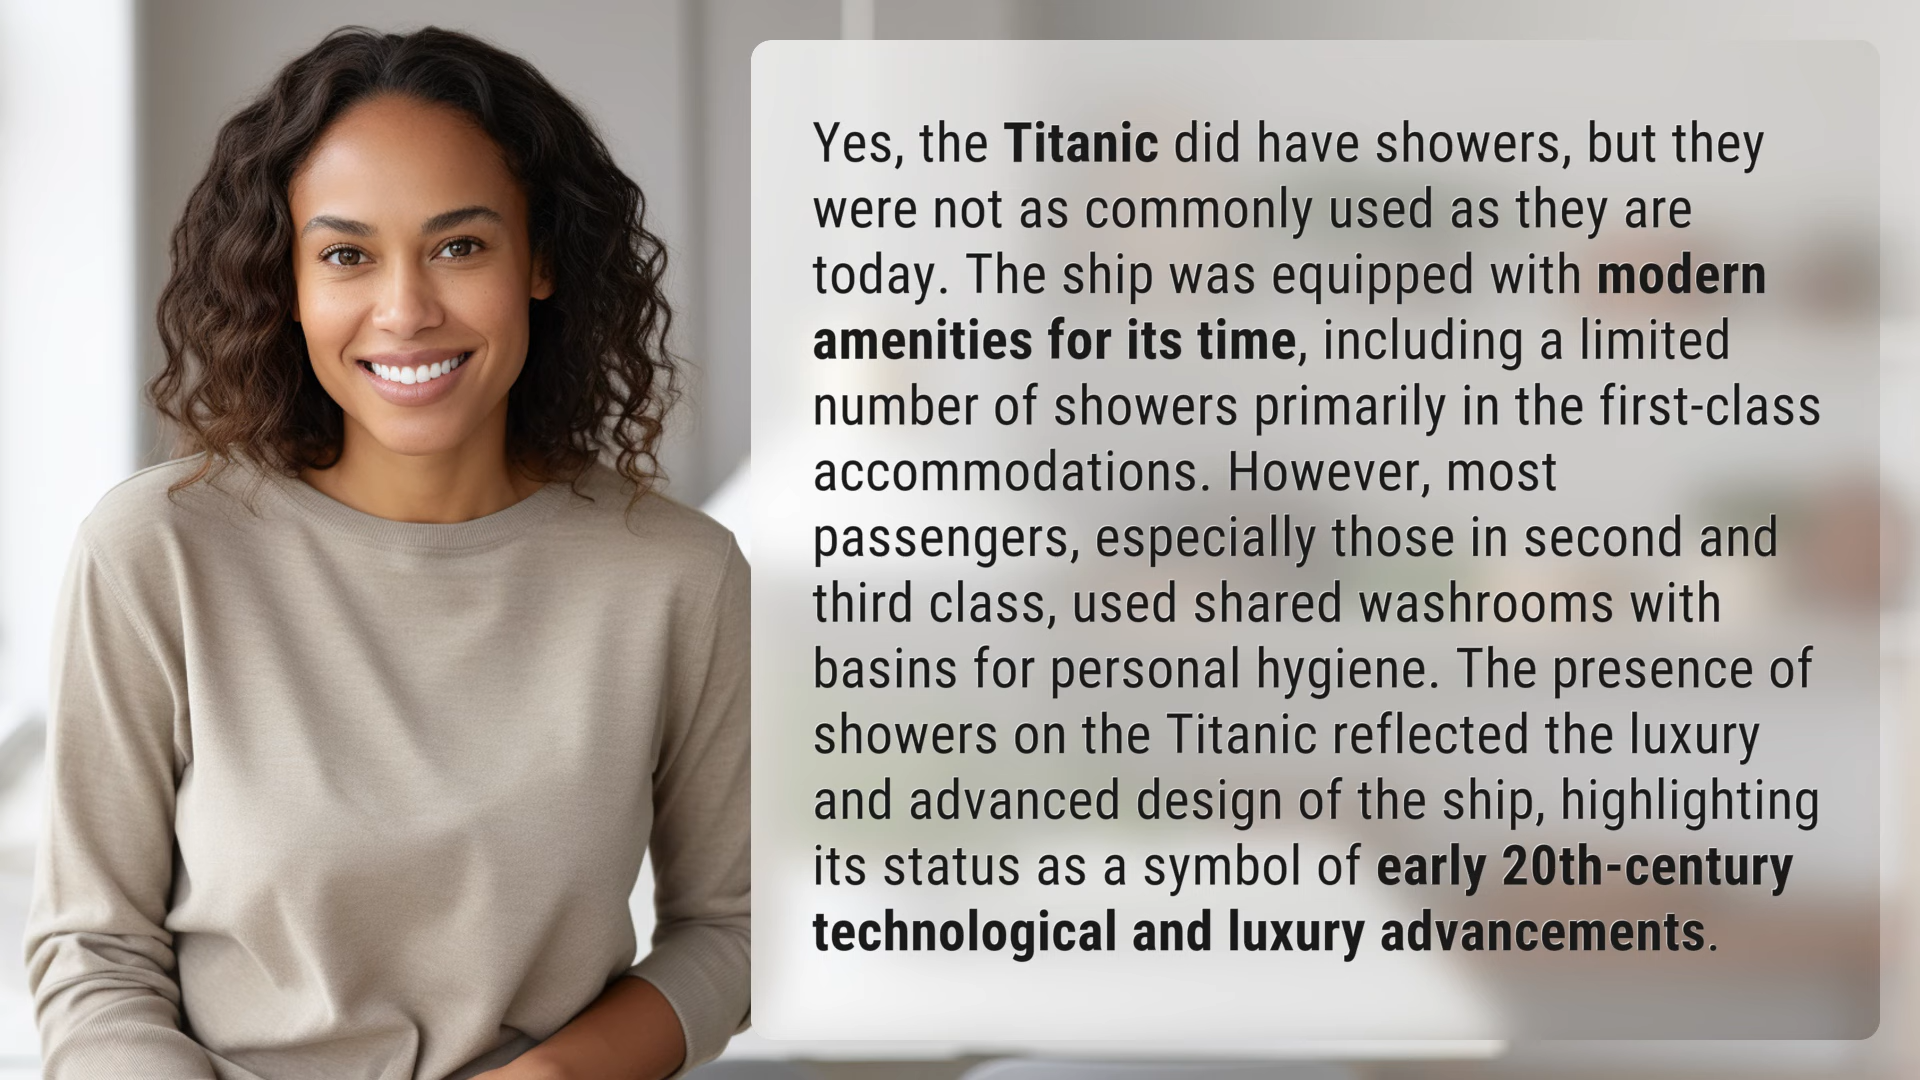 Yes, the Titanic did have showers, but they
were not as commonly used as they are
today. The ship was equipped with modern
amenities for its time, including a limited
number of showers primarily in the first-class
accommodations. However, most
passengers, especially those in second and
third class, used shared washrooms with
basins for personal hygiene. The presence of
showers on the Titanic reflected the luxury
and advanced design of the ship, highlighting
its status as a symbol of early 20th-century
technological and luxury advancements.